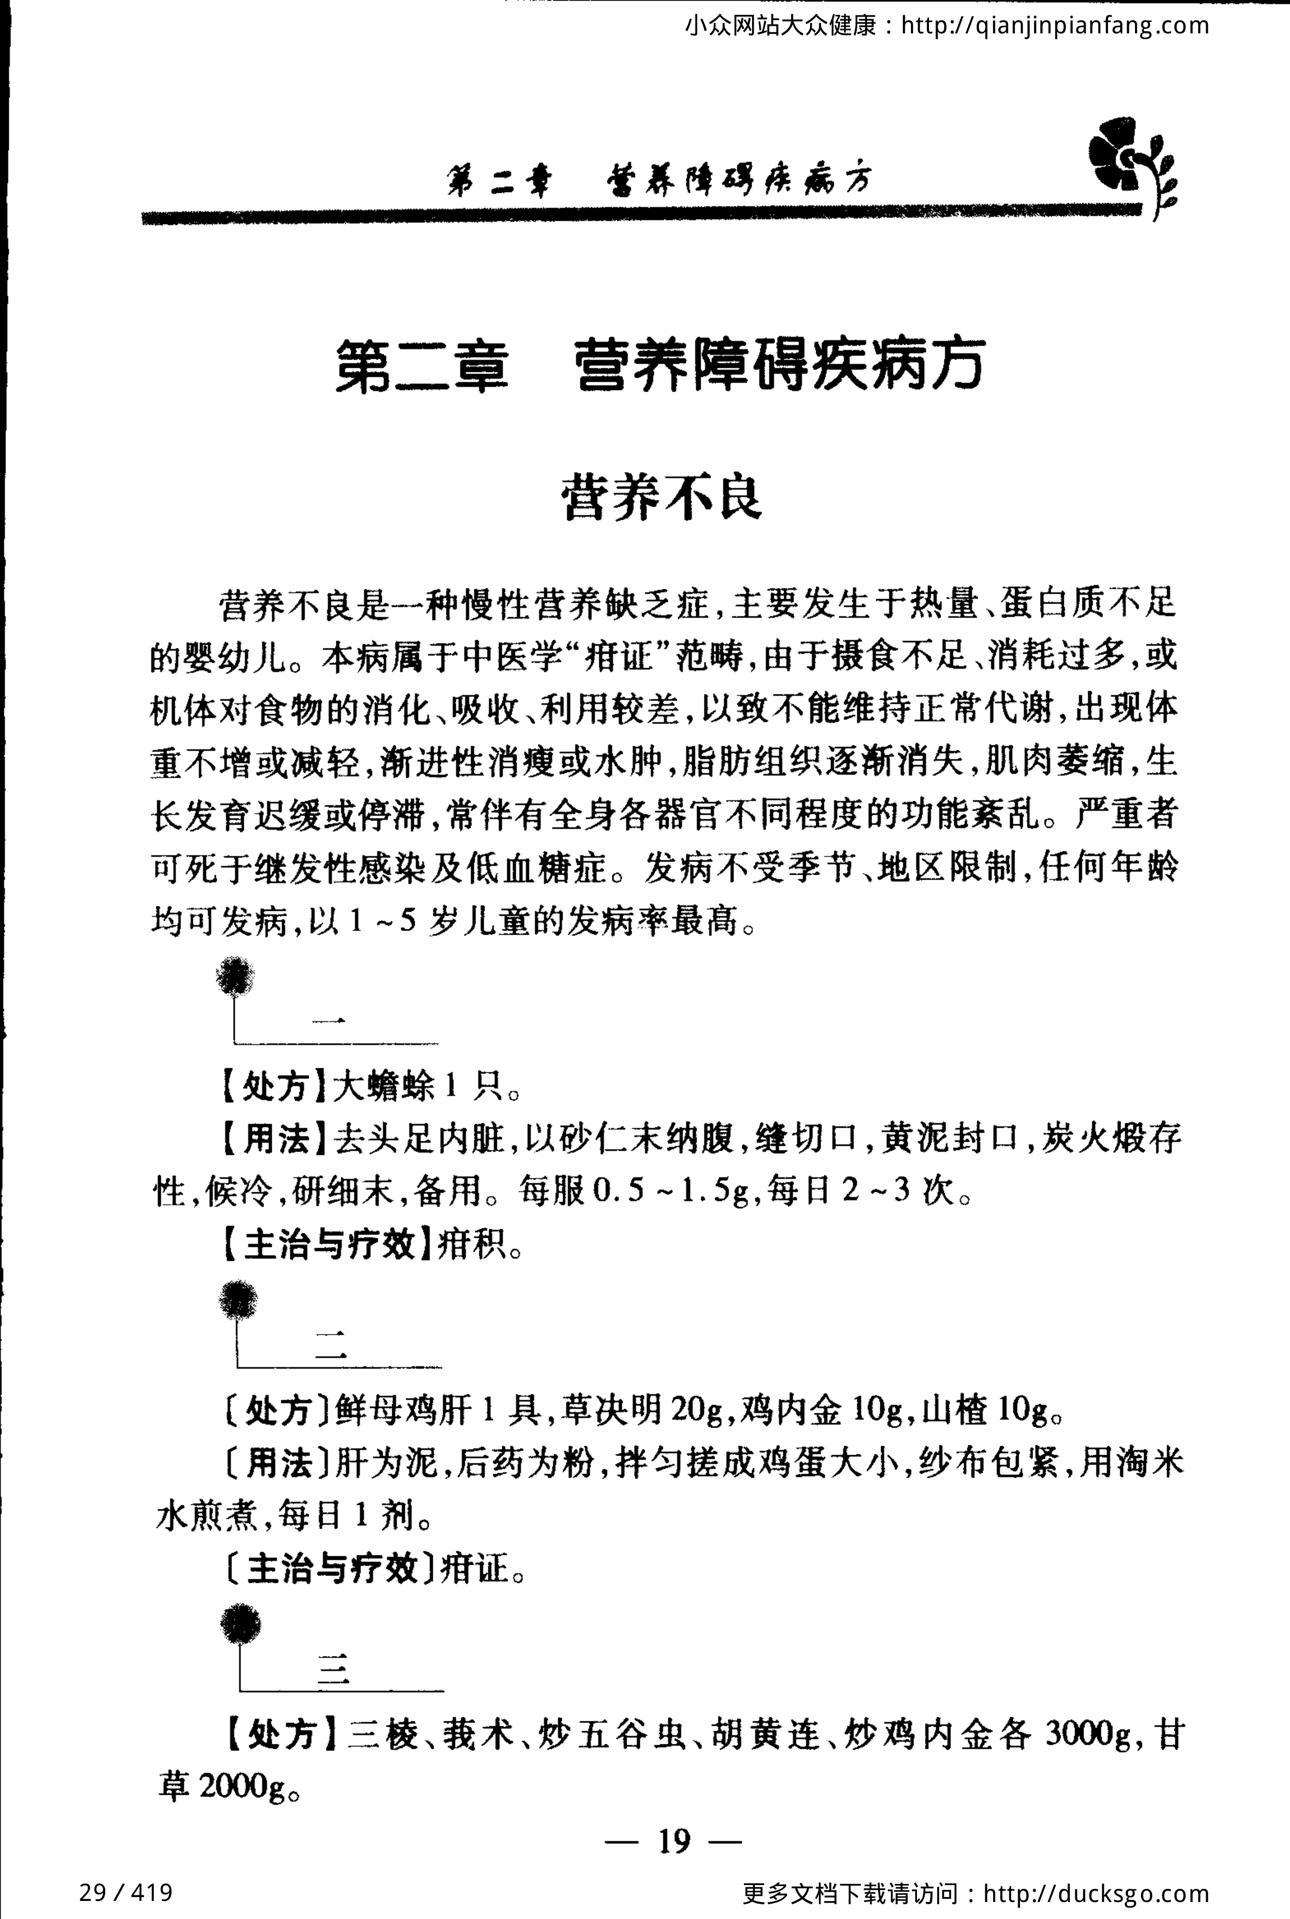 小众网站大众健康：http://qianjinpianfang.com
第二章 营养障碍疾病方
第二章 营养障碍疾病方
营养不良
营养不良是一种慢性营养缺乏症,主要发生于热量、蛋白质不足
的婴幼儿。本病属于中医学“疳证”范畴,由于摄食不足、消耗过多,或
机体对食物的消化、吸收、利用较差,以致不能维持正常代谢,出现体
重不增或减轻,渐进性消瘦或水肿,脂肪组织逐渐消失,肌肉萎缩,生
长发育迟缓或停滞,常伴有全身各器官不同程度的功能紊乱。严重者
可死于继发性感染及低血糖症。发病不受季节、地区限制,任何年龄
均可发病,以1~5岁儿童的发病率最高。
一
【处方】大蟾蜍1只。
【用法】去头足内脏,以砂仁末纳腹,缝切口,黄泥封口,炭火煅存
性,候冷,研细末,备用。每服0.5~1.5g,每日2~3次。
【主治与疗效】疳积。
二
〔处方〕鲜母鸡肝1具,草决明20g,鸡内金10g,山楂10g。
〔用法〕肝为泥,后药为粉,拌匀搓成鸡蛋大小,纱布包紧,用淘米
水煎煮,每日1剂。
〔主治与疗效〕疳证。
三
【处方】三棱、莪术、炒五谷虫、胡黄连、炒鸡内金各3000g,甘
草2000g。
— 19 —
29 / 419
更多文档下载请访问：http://ducksgo.com